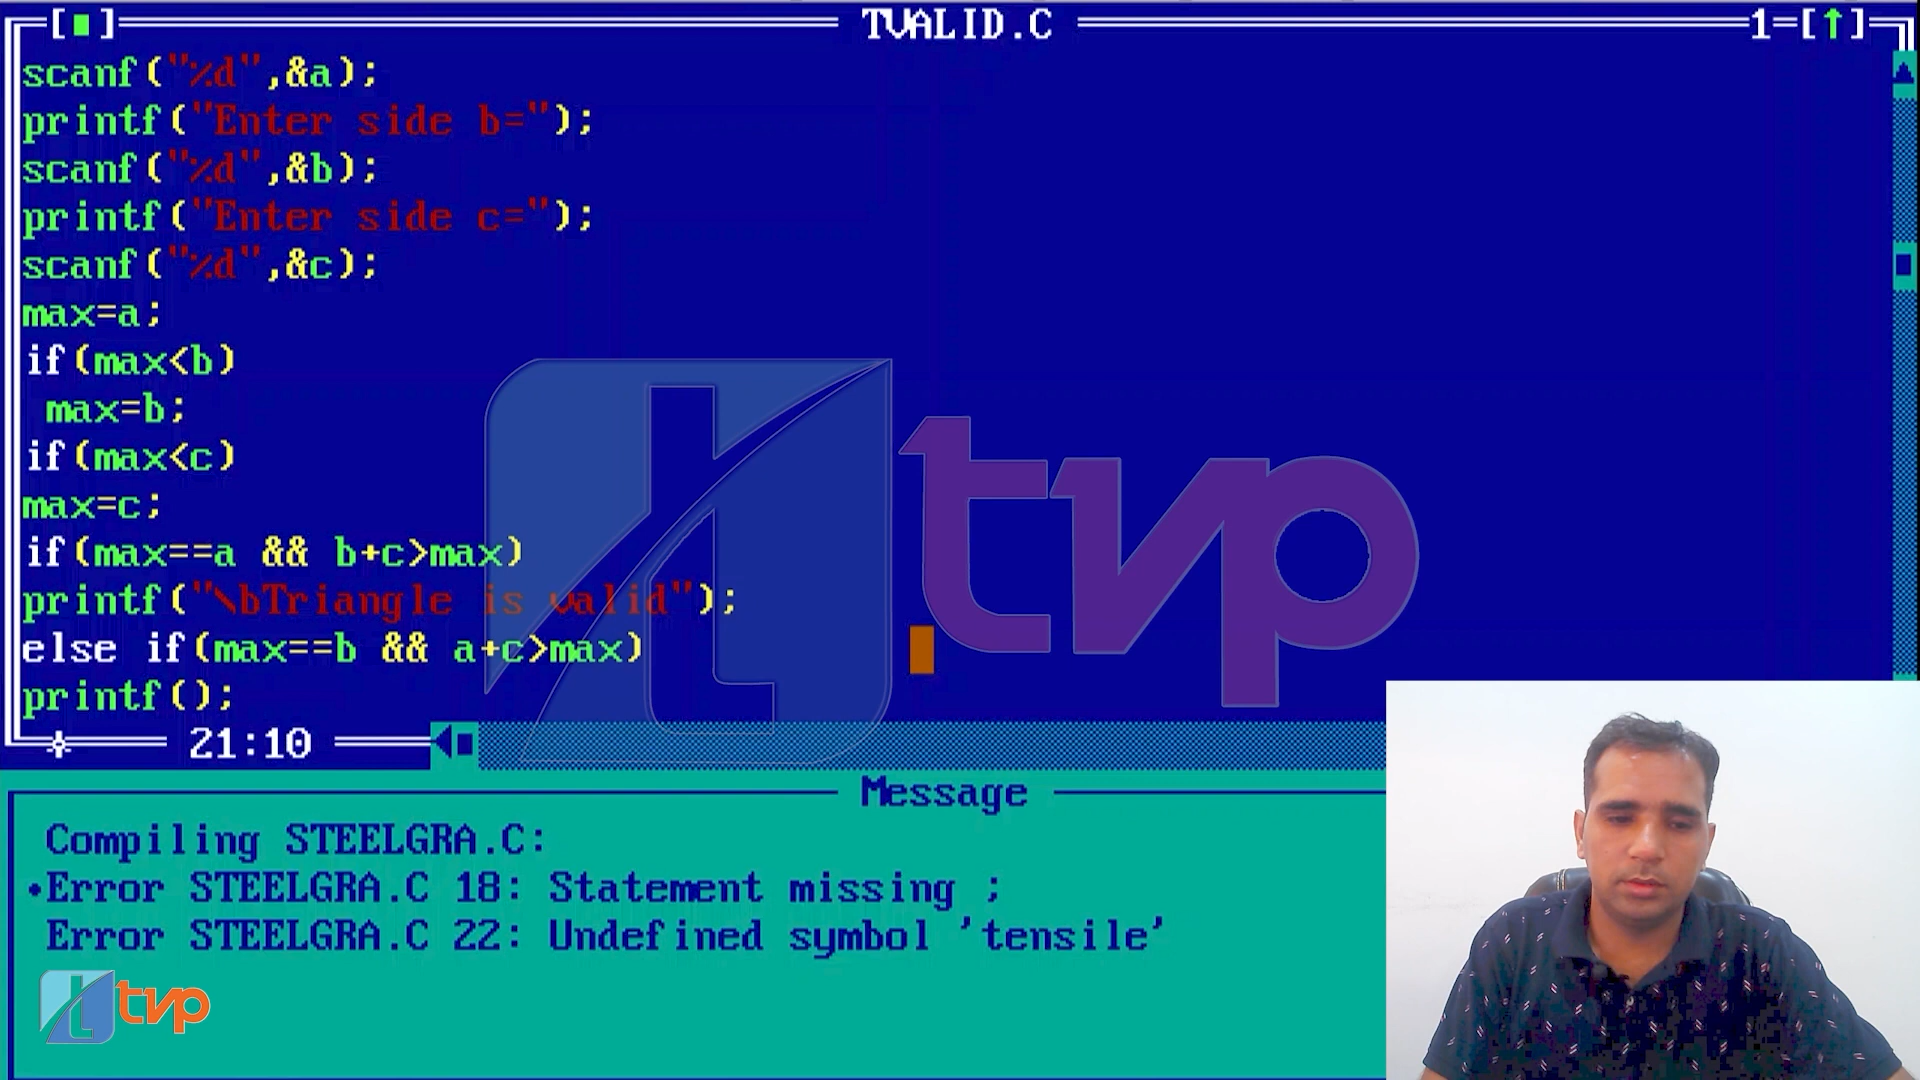 [■] TVALID.C 1=[↑]
scanf("%d",&a);
printf("Enter side b=");
scanf("%d",&b);
printf("Enter side c=");
scanf("%d",&c);
max=a;
if(max<b)
max=b;
if(max<c)
max=c;
if(max==a && b+c>max)
printf("\bTriangle is valid");
else if(max==b && a+c>max)
printf();
21:10
tvp
Message
Compiling STEELGRA.C:
•Error STEELGRA.C 18: Statement missing ;
Error STEELGRA.C 22: Undefined symbol 'tensile'
tvp